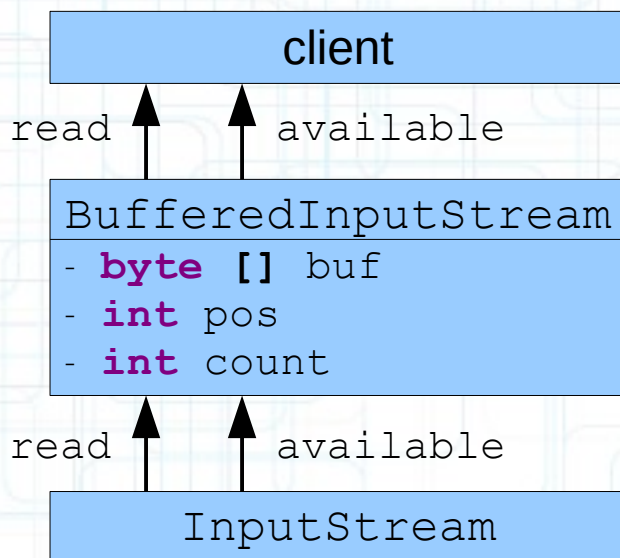 client
read available
BufferedInputStream
- byte [] buf
- int pos
- int count
read available
InputStream